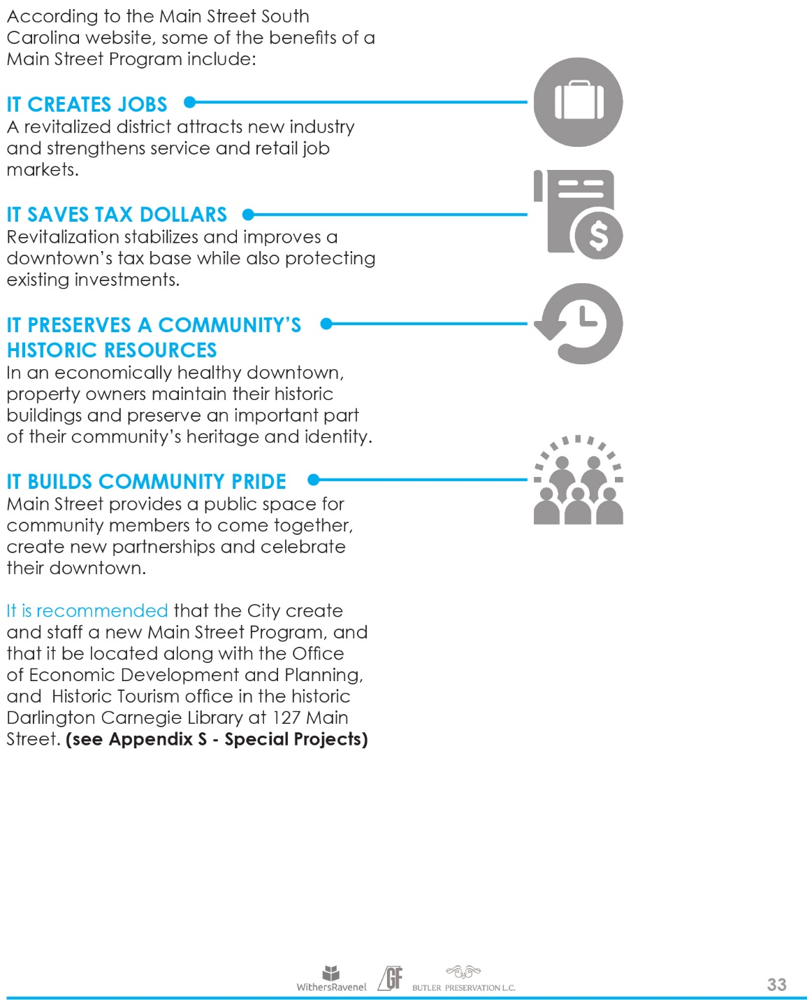 According to the Main Street South
Carolina website, some of the benefits of a
Main Street Program include:
IT CREATES JOBS
A revitalized district attracts new industry
and strengthens service and retail job
markets.
IT SAVES TAX DOLLARS
Revitalization stabilizes and improves a
downtown’s tax base while also protecting
existing investments.
$
IT PRESERVES A COMMUNITY’S
HISTORIC RESOURCES
In an economically healthy downtown,
property owners maintain their historic
buildings and preserve an important part
of their community’s heritage and identity.
IT BUILDS COMMUNITY PRIDE
Main Street provides a public space for
community members to come together,
create new partnerships and celebrate
their downtown.
It is recommended that the City create
and staff a new Main Street Program, and
that it be located along with the Office
of Economic Development and Planning,
and  Historic Tourism office in the historic
Darlington Carnegie Library at 127 Main
Street. (see Appendix S - Special Projects)
WithersRavenel GF BUTLER PRESERVATION L.C.
33